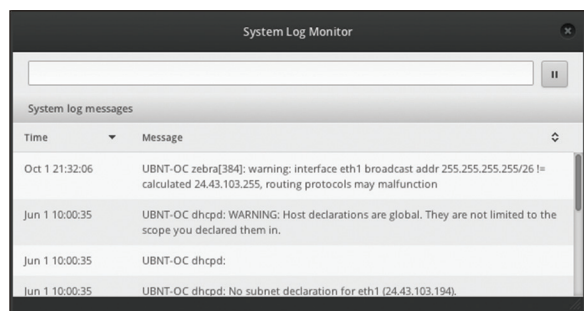 System Log Monitor
System log messages
Time Message
Oct 1 21:32:06 UBNT-OC zebra[384]: warning: interface eth1 broadcast addr 255.255.255.255/26 !=
calculated 24.43.103.255, routing protocols may malfunction
Jun 1 10:00:35 UBNT-OC dhcpd: WARNING: Host declarations are global. They are not limited to the
scope you declared them in.
Jun 1 10:00:35 UBNT-OC dhcpd:
Jun 1 10:00:35 UBNT-OC dhcpd: No subnet declaration for eth1 (24.43.103.194).